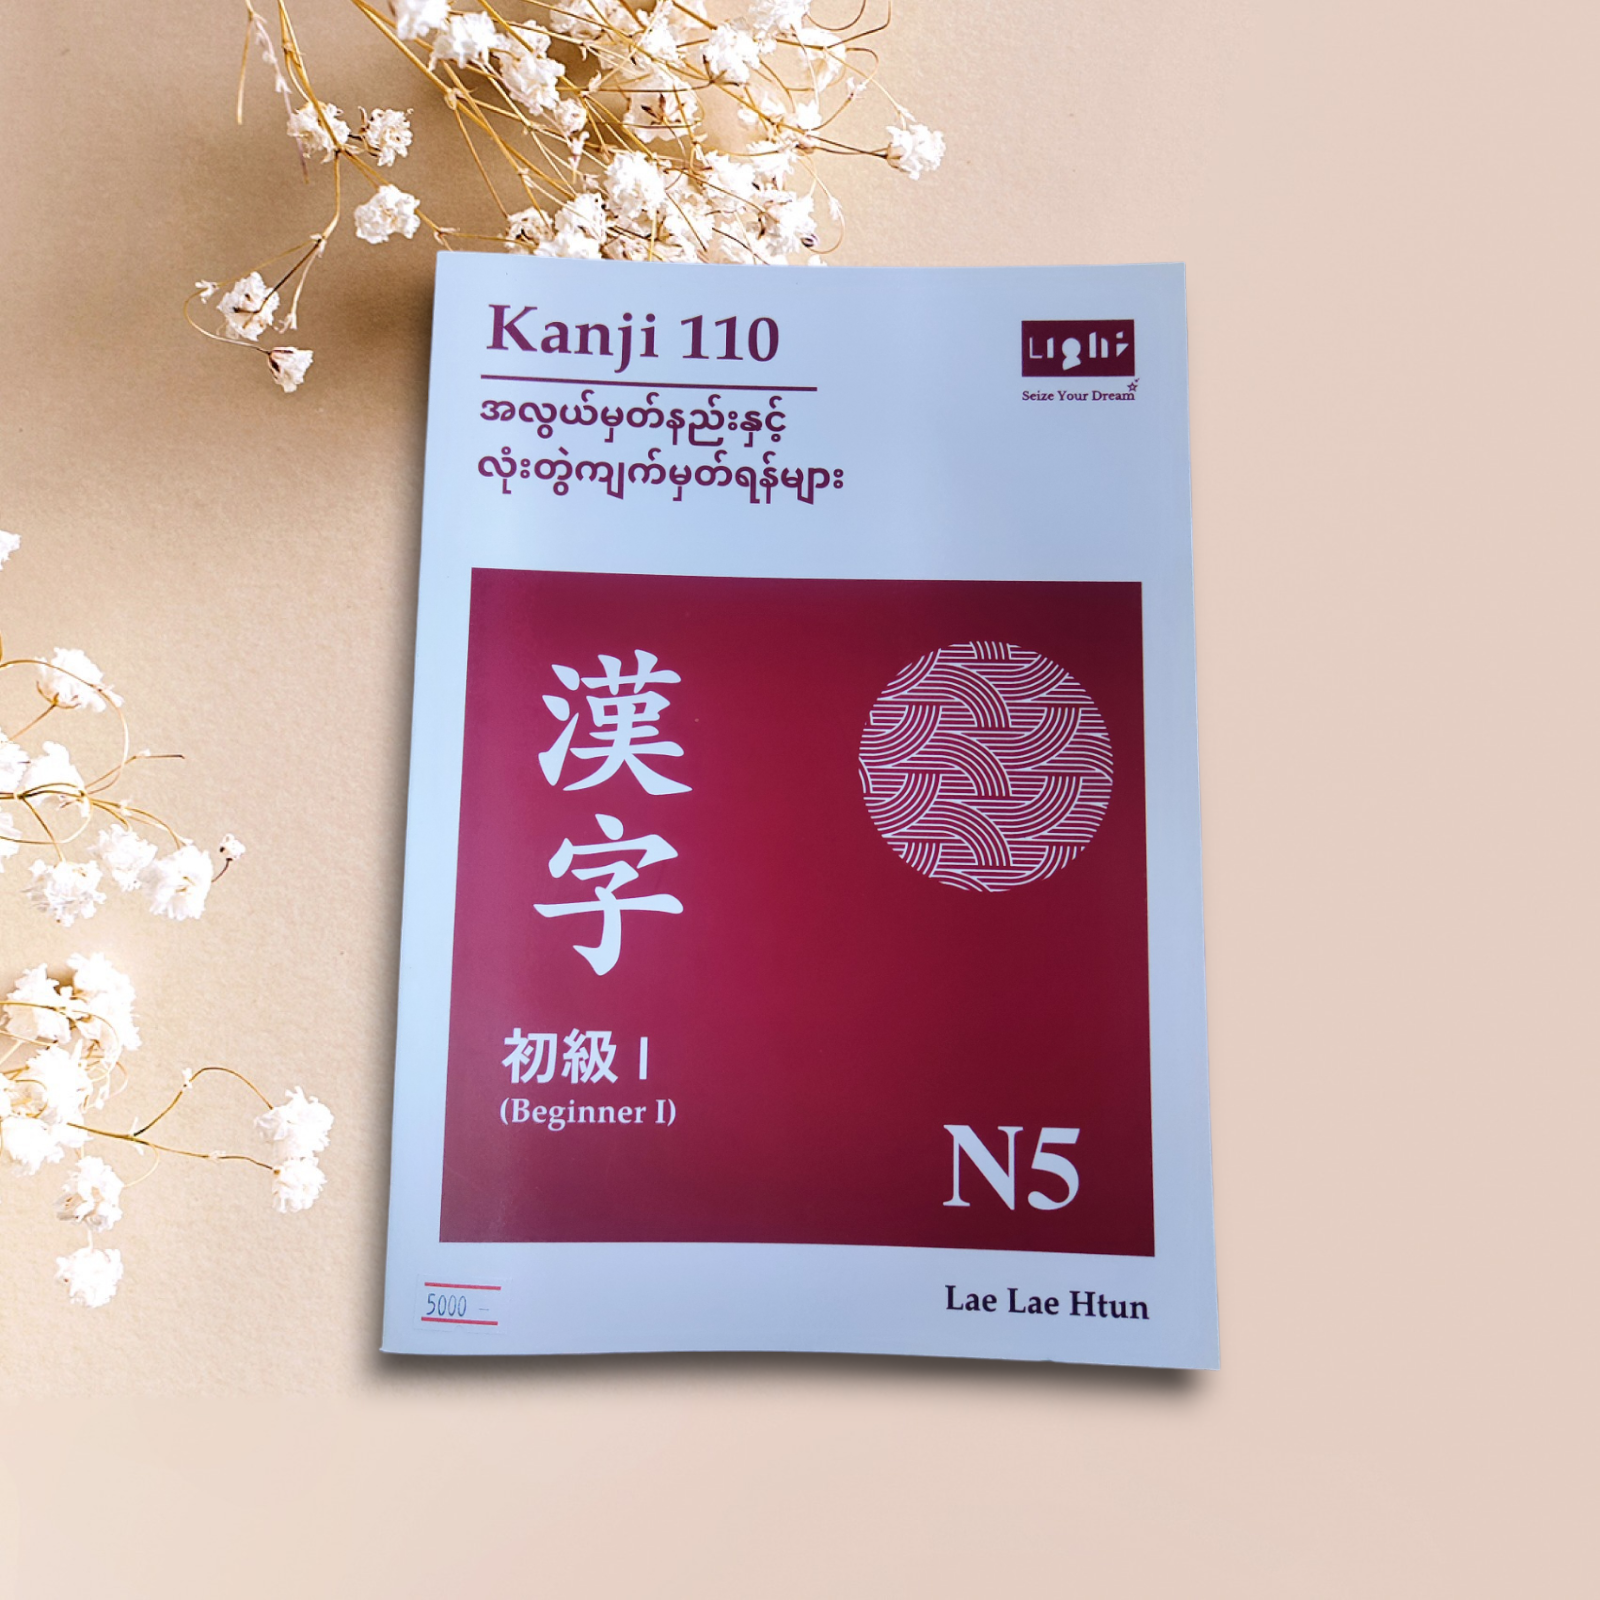 Kanji 110
အလွယ်မှတ်နည်းနှင့်
လုံးတွဲကျက်မှတ်ရန်များ
Light
Seize Your Dream
漢字
初級 I
(Beginner I)
N5
5000 -
Lae Lae Htun